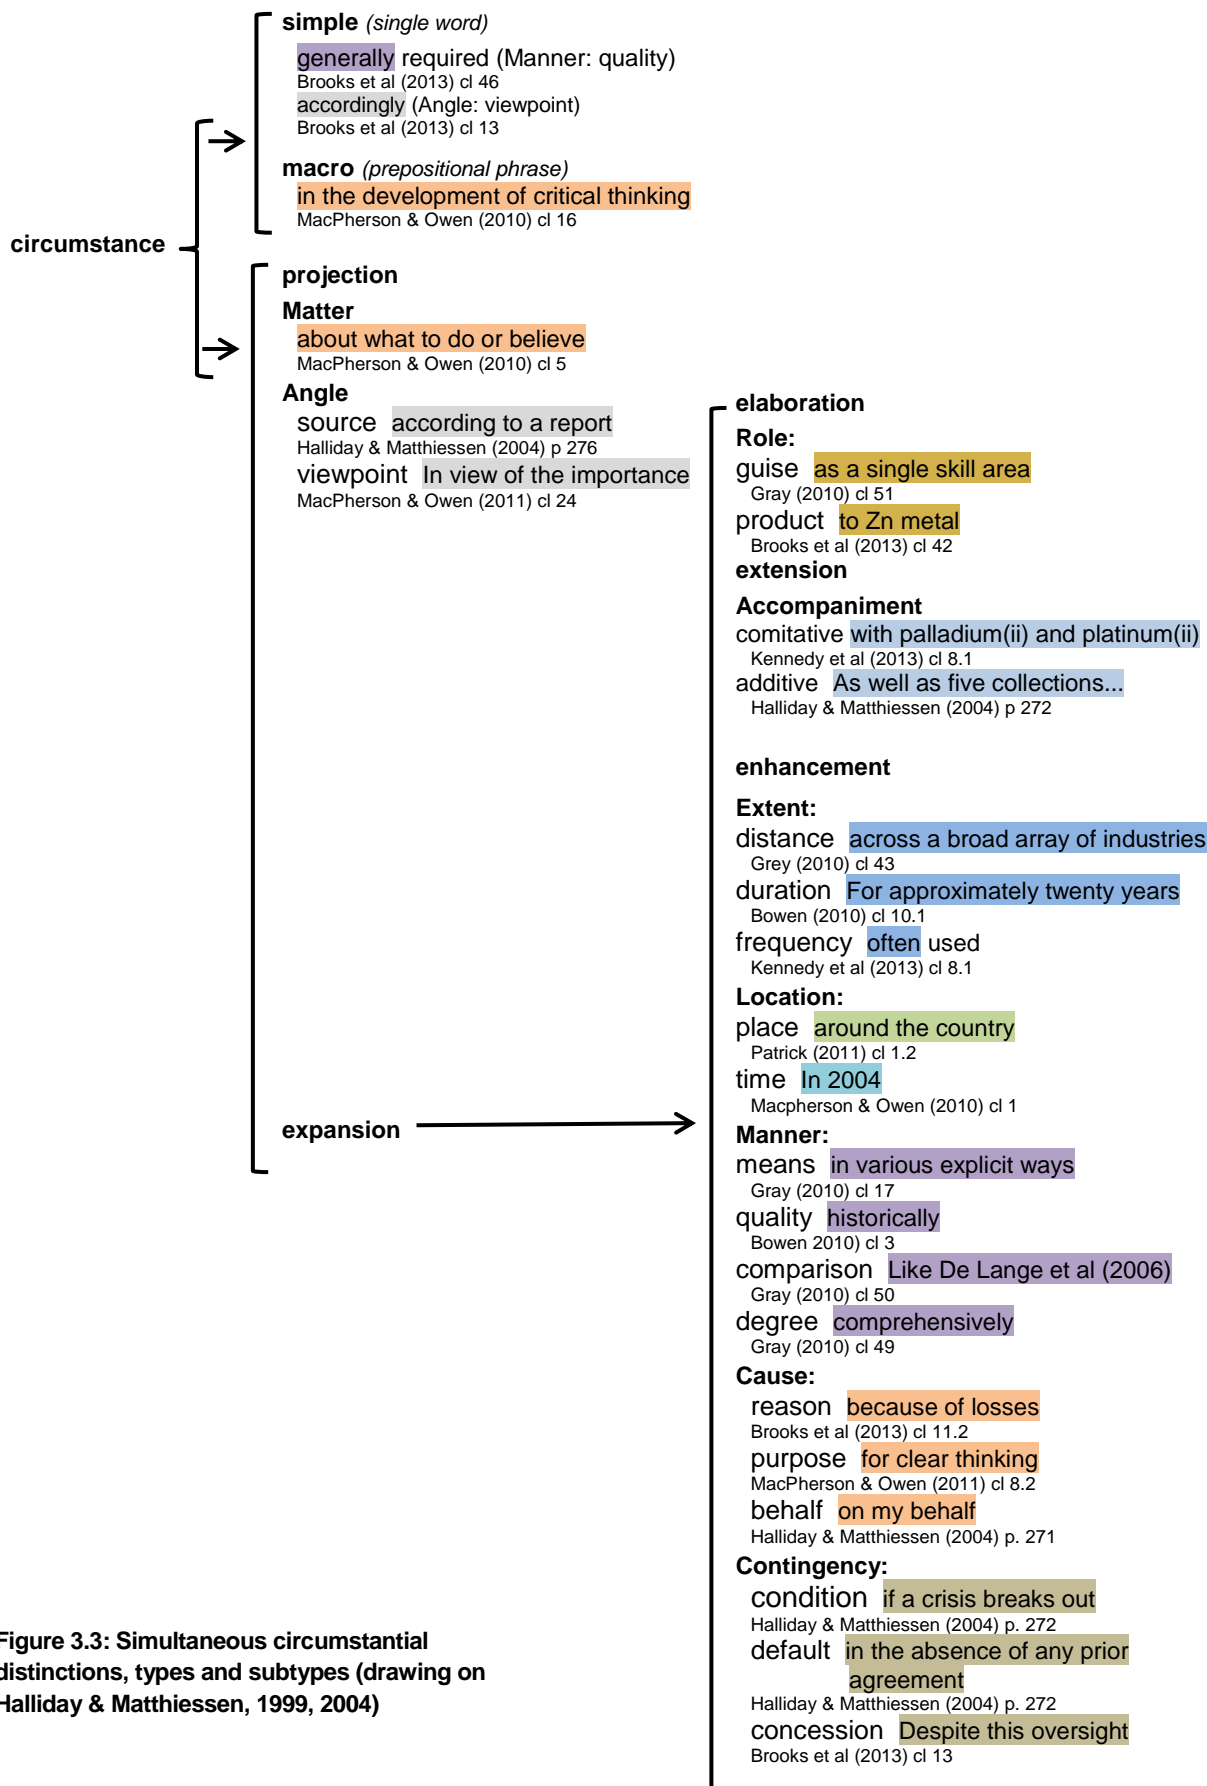 simple (single word)
generally required (Manner: quality)
Brooks et al (2013) cl 46
accordingly (Angle: viewpoint)
Brooks et al (2013) cl 13
macro (prepositional phrase)
in the development of critical thinking
MacPherson & Owen (2010) cl 16
circumstance
projection
Matter
about what to do or believe
MacPherson & Owen (2010) cl 5
Angle
source according to a report
Halliday & Matthiessen (2004) p 276
viewpoint In view of the importance
MacPherson & Owen (2011) cl 24
expansion
elaboration
Role:
guise as a single skill area
Gray (2010) cl 51
product to Zn metal
Brooks et al (2013) cl 42
extension
Accompaniment
comitative with palladium(ii) and platinum(ii)
Kennedy et al (2013) cl 8.1
additive As well as five collections...
Halliday & Matthiessen (2004) p 272
enhancement
Extent:
distance across a broad array of industries
Grey (2010) cl 43
duration For approximately twenty years
Bowen (2010) cl 10.1
frequency often used
Kennedy et al (2013) cl 8.1
Location:
place around the country
Patrick (2011) cl 1.2
time In 2004
Macpherson & Owen (2010) cl 1
Manner:
means in various explicit ways
Gray (2010) cl 17
quality historically
Bowen 2010) cl 3
comparison Like De Lange et al (2006)
Gray (2010) cl 50
degree comprehensively
Gray (2010) cl 49
Cause:
reason because of losses
Brooks et al (2013) cl 11.2
purpose for clear thinking
MacPherson & Owen (2011) cl 8.2
behalf on my behalf
Halliday & Matthiessen (2004) p. 271
Contingency:
condition if a crisis breaks out
Halliday & Matthiessen (2004) p. 272
default in the absence of any prior
agreement
Halliday & Matthiessen (2004) p. 272
concession Despite this oversight
Brooks et al (2013) cl 13
Figure 3.3: Simultaneous circumstantial
distinctions, types and subtypes (drawing on
Halliday & Matthiessen, 1999, 2004)